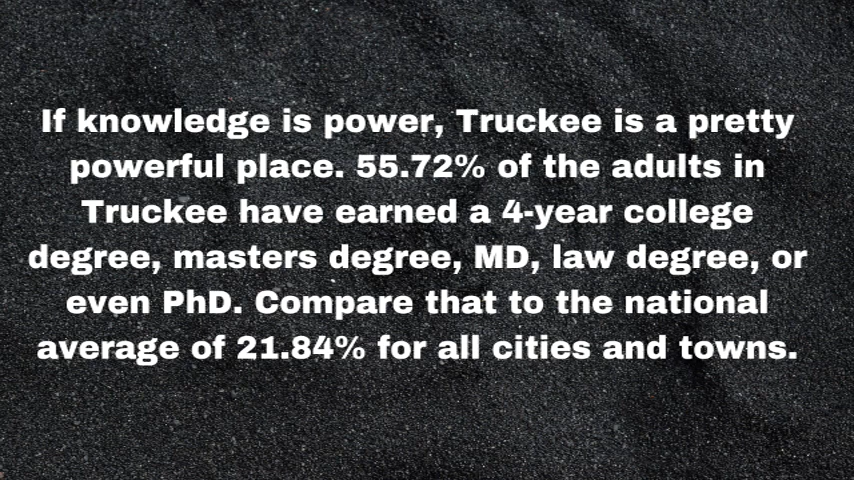 If knowledge is power, Truckee is a pretty
powerful place. 55.72% of the adults in
Truckee have earned a 4-year college
degree, masters degree, MD, law degree, or
even PhD. Compare that to the national
average of 21.84% for all cities and towns.